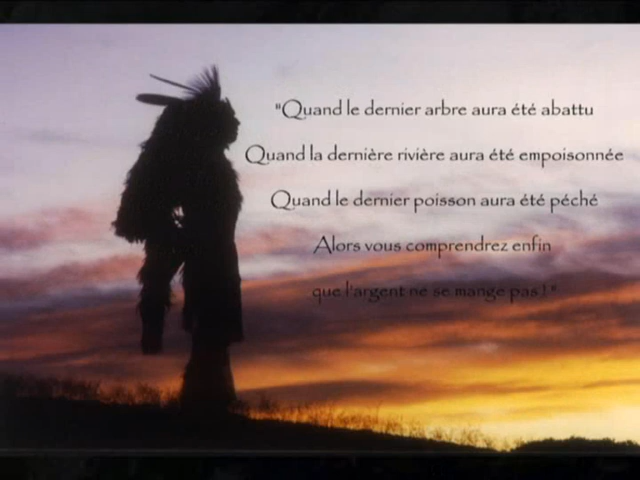 "Quand le dernier arbre aura été abattu
Quand la dernière rivière aura été empoisonnée
Quand le dernier poisson aura été péché
Alors vous comprendrez enfin
que l'argent ne se mange pas ! "